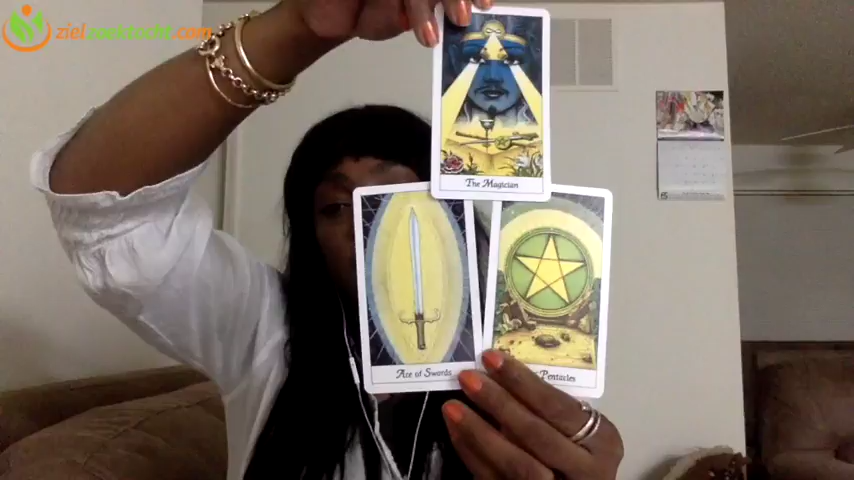 zielzoektocht.com
The Magician
Ace of Swords
Pentacles